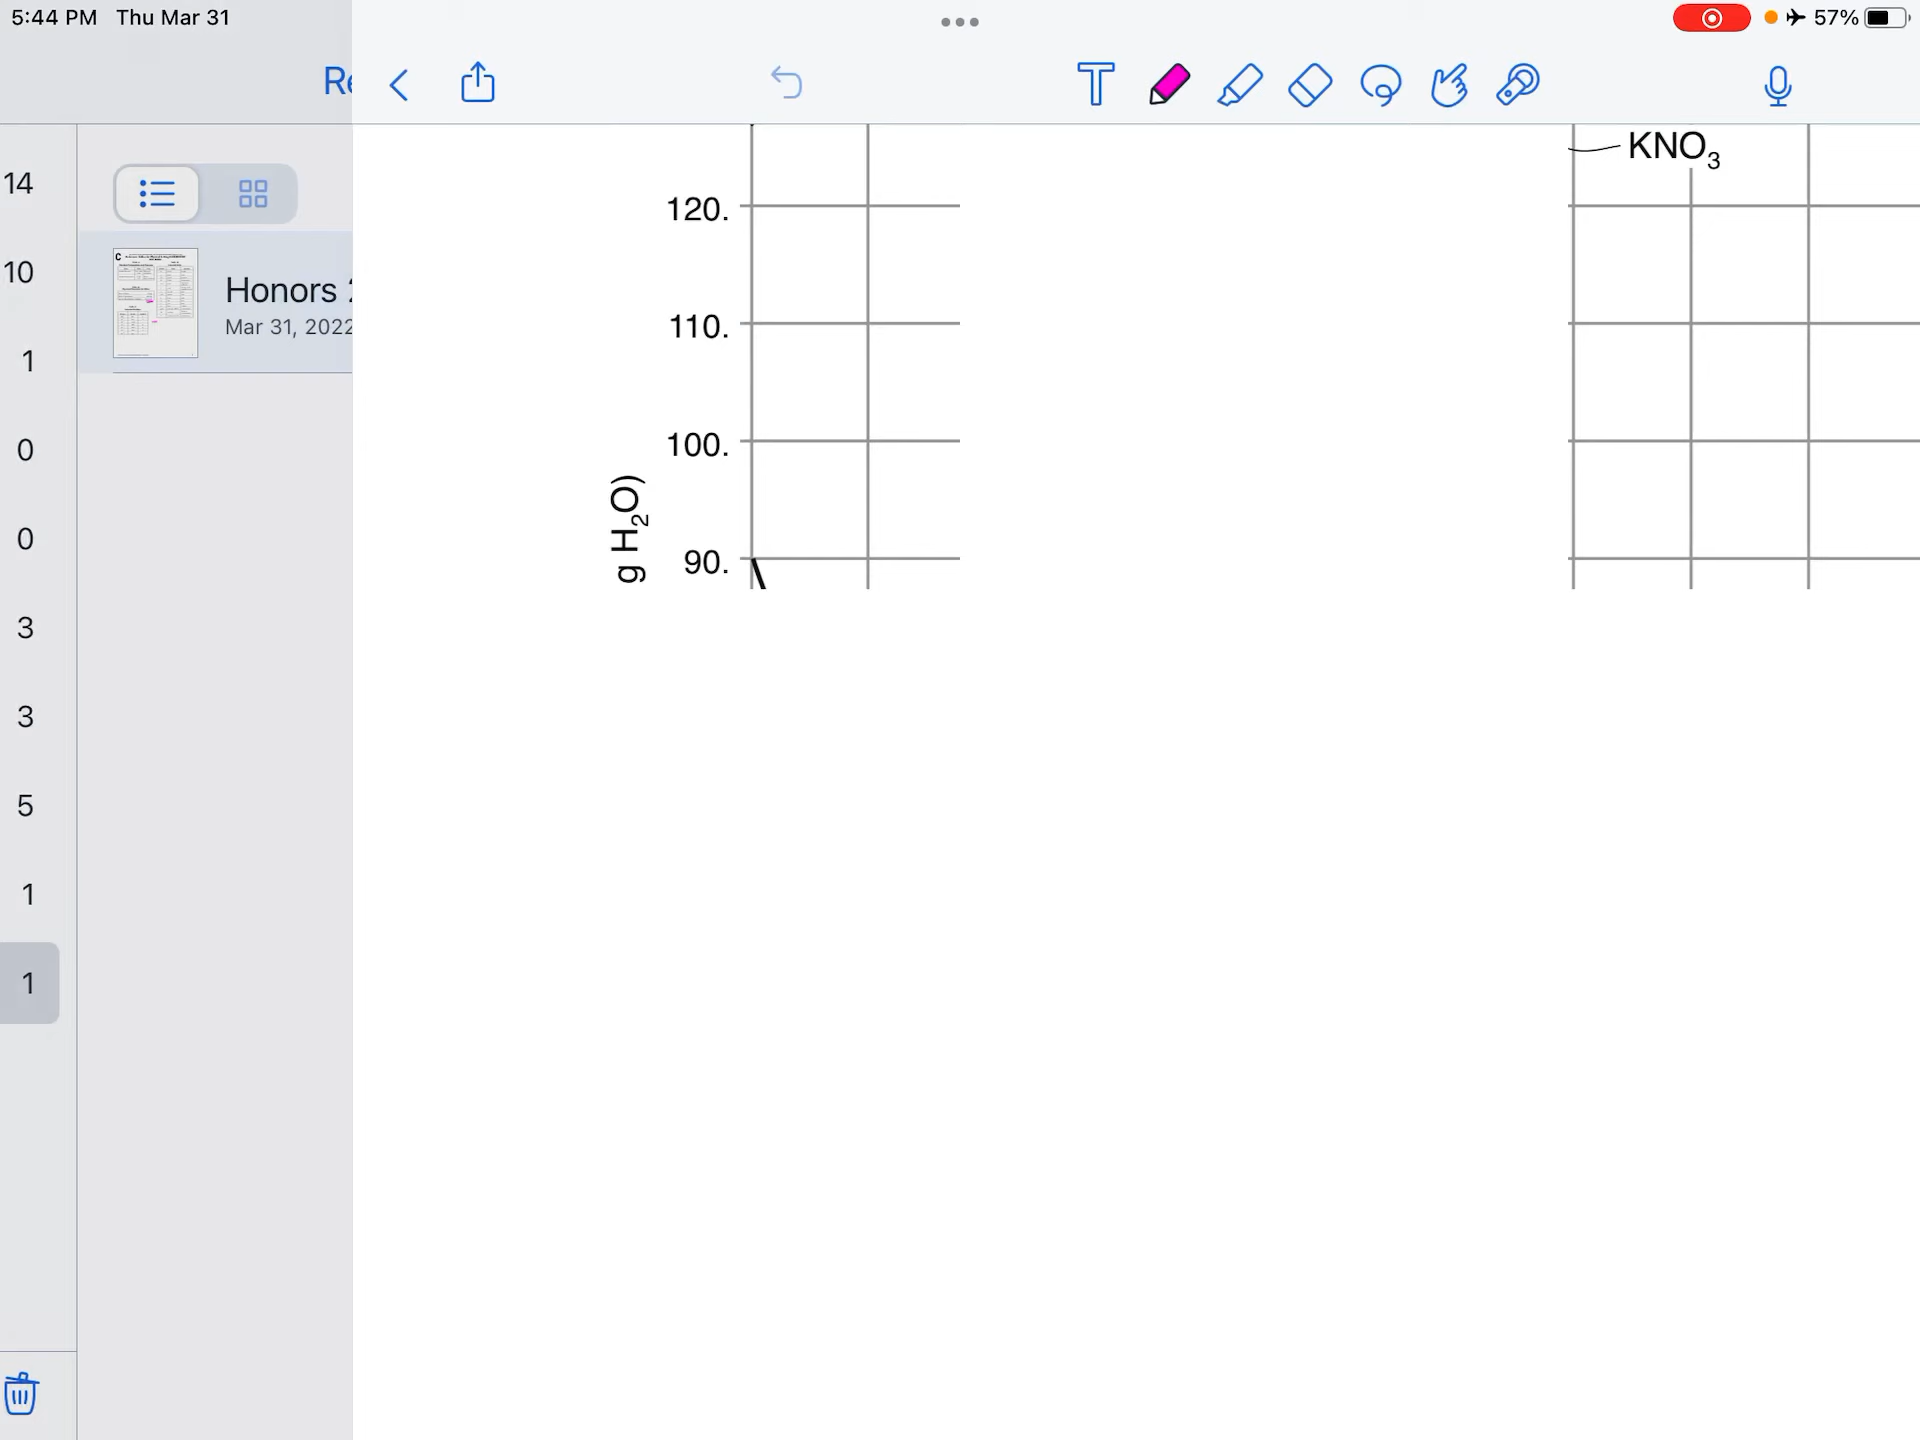 5:44 PM Thu Mar 31
57%
Re
T
14
10
1
0
0
3
3
5
1
1
C
Honors 2
Mar 31, 2022
KNO₃
120.
110.
100.
90.
g H₂O)